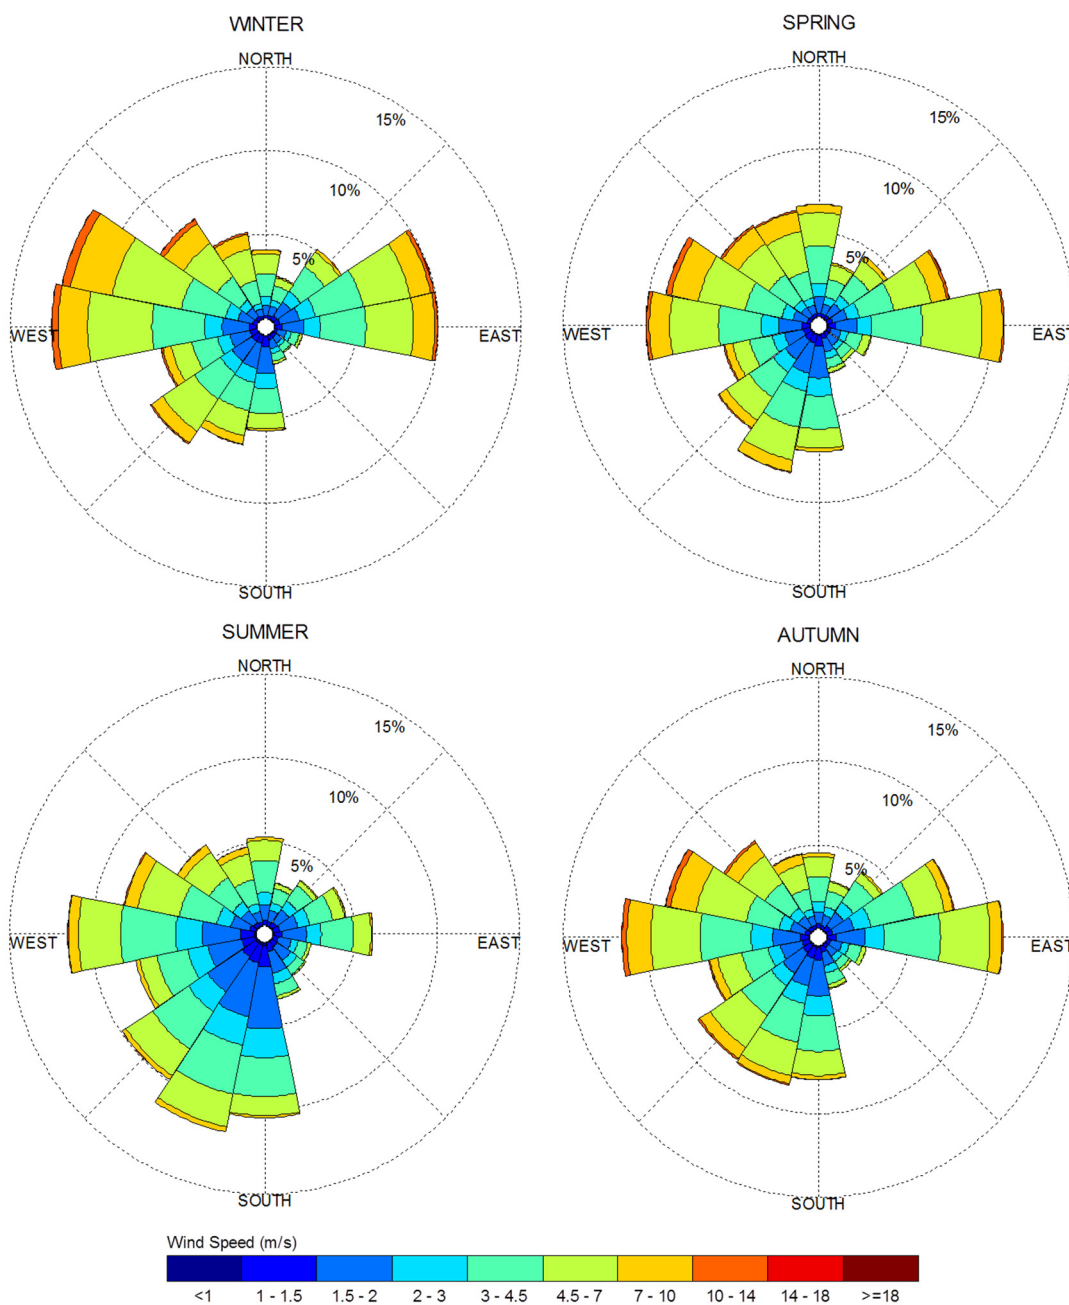 WINTER
NORTH
15%
10%
5%
WEST
EAST
SOUTH
SPRING
NORTH
15%
10%
5%
WEST
EAST
SOUTH
SUMMER
NORTH
15%
10%
5%
WEST
EAST
SOUTH
AUTUMN
NORTH
15%
10%
5%
WEST
EAST
SOUTH
Wind Speed (m/s)
<1 1 - 1.5 1.5 - 2 2 - 3 3 - 4.5 4.5 - 7 7 - 10 10 - 14 14 - 18 >=18